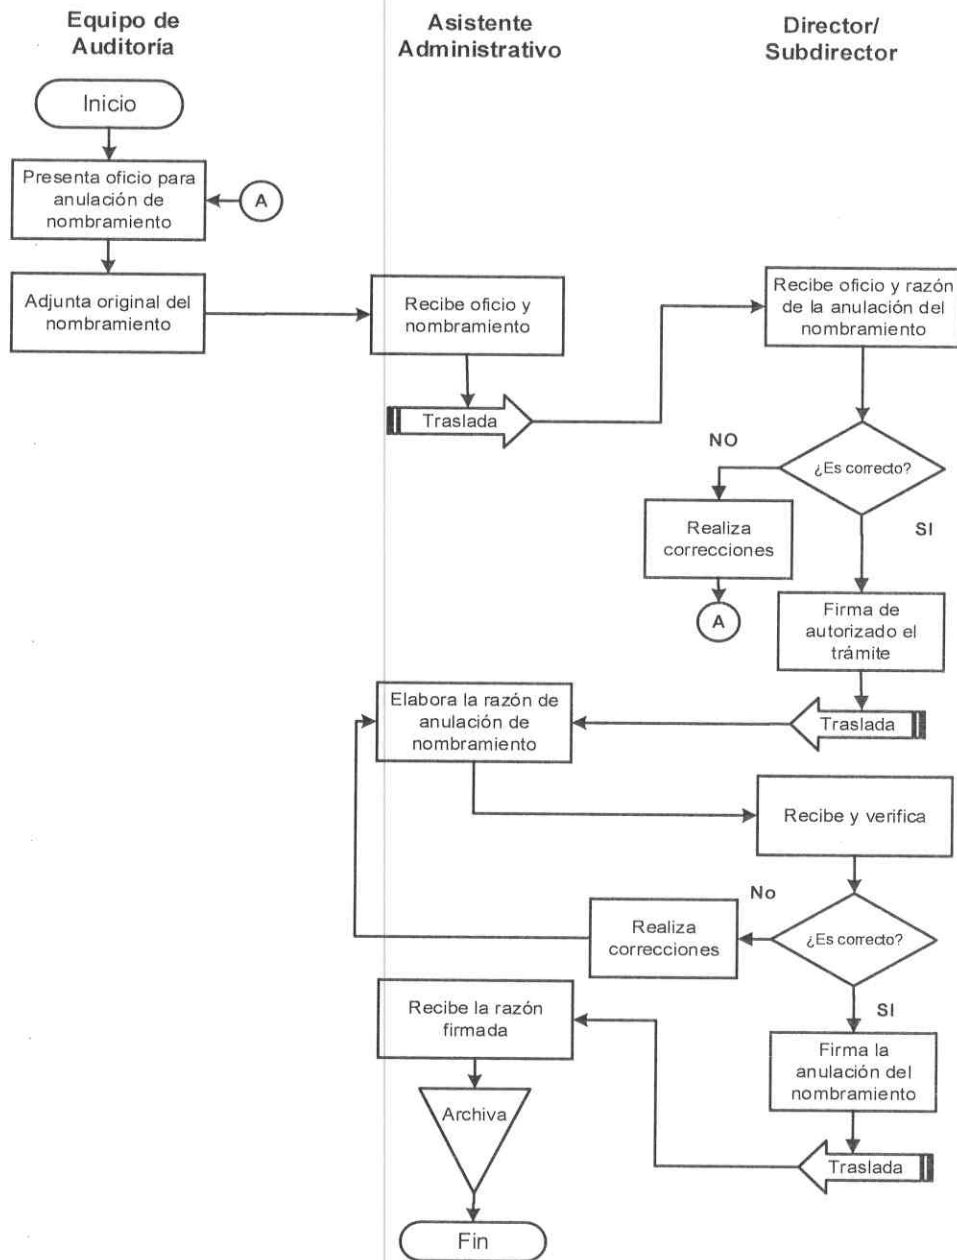 Equipo de
Auditoría
Asistente
Administrativo
Director/
Subdirector
Inicio
Presenta oficio para
anulación de
nombramiento
A
Adjunta original del
nombramiento
Recibe oficio y
nombramiento
Recibe oficio y razón
de la anulación del
nombramiento
Traslada
¿Es correcto?
NO
SI
Realiza
correcciones
A
Firma de
autorizado el
trámite
Traslada
Elabora la razón de
anulación de
nombramiento
Recibe y verifica
¿Es correcto?
No
SI
Realiza
correcciones
Firma la
anulación del
nombramiento
Traslada
Recibe la razón
firmada
Archiva
Fin